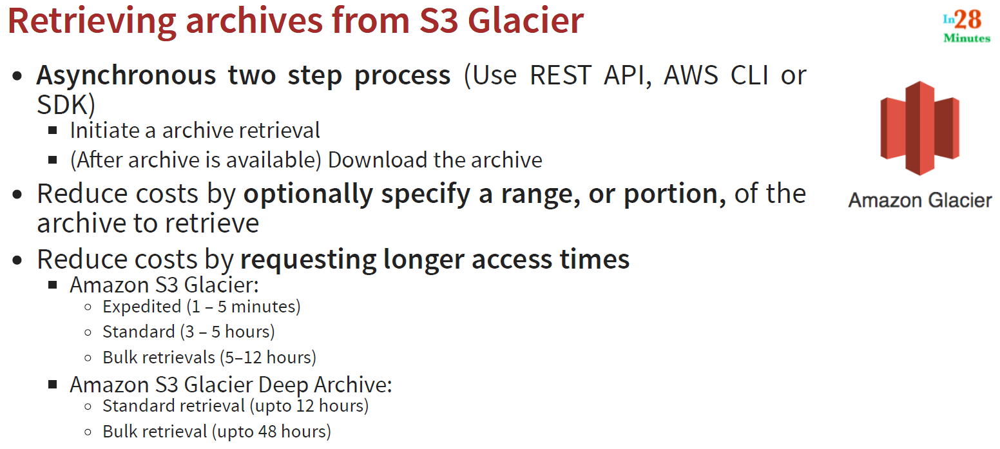 Retrieving archives from S3 Glacier
In28
Minutes
• Asynchronous two step process (Use REST API, AWS CLI or
SDK)
▪ Initiate a archive retrieval
▪ (After archive is available) Download the archive
• Reduce costs by optionally specify a range, or portion, of the
archive to retrieve
• Reduce costs by requesting longer access times
▪ Amazon S3 Glacier:
◦ Expedited (1 – 5 minutes)
◦ Standard (3 – 5 hours)
◦ Bulk retrievals (5–12 hours)
▪ Amazon S3 Glacier Deep Archive:
◦ Standard retrieval (upto 12 hours)
◦ Bulk retrieval (upto 48 hours)
Amazon Glacier